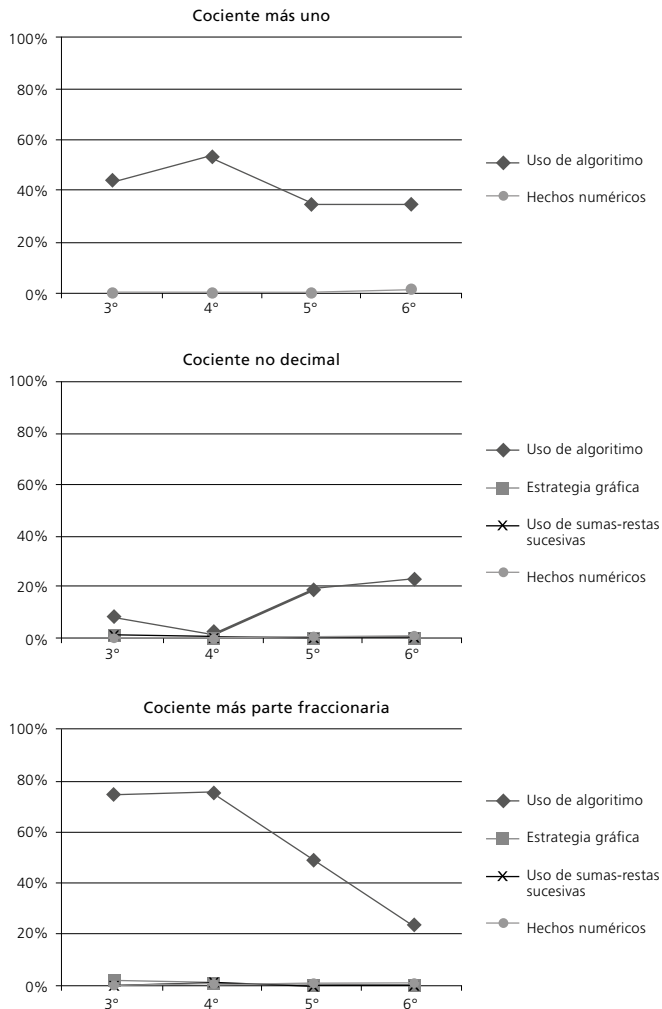 Cociente más uno
100%
80%
60%
40%
20%
0%
3° 4° 5° 6°
Uso de algoritimo
Hechos numéricos
Cociente no decimal
100%
80%
60%
40%
20%
0%
3° 4° 5° 6°
Uso de algoritimo
Estrategia gráfica
Uso de sumas-restas
sucesivas
Hechos numéricos
Cociente más parte fraccionaria
100%
80%
60%
40%
20%
0%
3° 4° 5° 6°
Uso de algoritimo
Estrategia gráfica
Uso de sumas-restas
sucesivas
Hechos numéricos